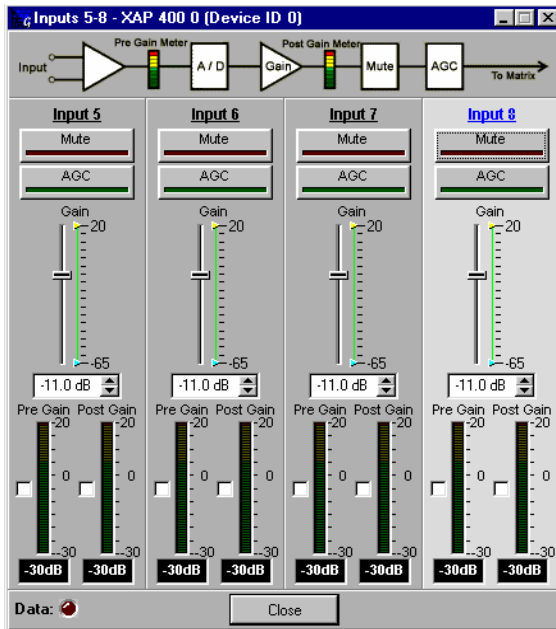 Inputs 5-8 - XAP 400 0 (Device ID 0)
Pre Gain Meter Post Gain Meter
Input A / D Gain Mute AGC
To Matrix
Input 5 Input 6 Input 7 Input 8
Mute Mute Mute Mute
AGC AGC AGC AGC
Gain Gain Gain Gain
20 20 20 20
-65 -65 -65 -65
-11.0 dB -11.0 dB -11.0 dB -11.0 dB
Pre Gain Post Gain Pre Gain Post Gain Pre Gain Post Gain Pre Gain Post Gain
20 20 20 20 20 20 20 20
0 0 0 0 0 0 0 0
-30 -30 -30 -30 -30 -30 -30 -30
-30dB -30dB -30dB -30dB -30dB -30dB -30dB -30dB
Data: Close